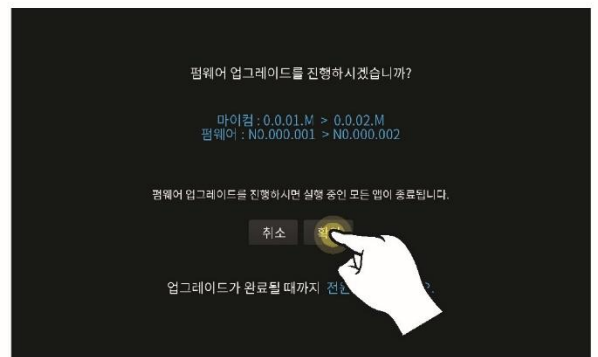 펌웨어 업그레이드를 진행하시겠습니까?
마이컴 : 0.0.01.M > 0.0.02.M
펌웨어 : N0.000.001 > N0.000.002
펌웨어 업그레이드를 진행하시면 실행 중인 모든 앱이 종료됩니다.
취소
업그레이드가 완료될 때까지